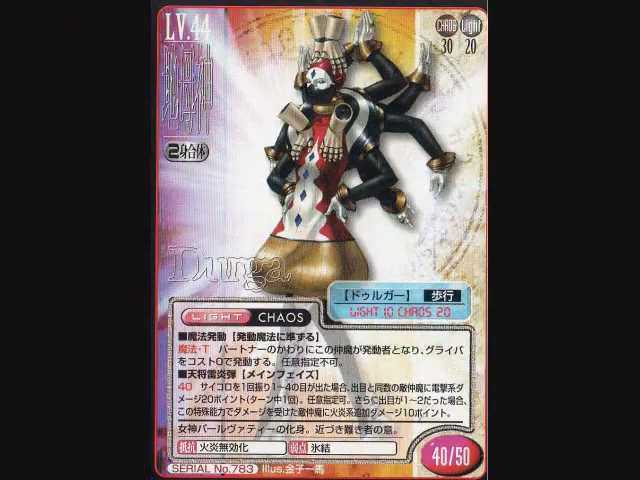 LV.44
CHAOS Light
30 20
地母神
2身合体
Durga
【ドゥルガー】 歩行
LIGHT 10 CHAOS 20
LIGHT CHAOS
■魔法発動【発動魔法に準ずる】
魔法・T パートナーのかわりにこの仲魔が発動者となり、グライバ
をコスト0で発動する。任意指定不可。
■天将雷炎弾【メインフェイズ】
40 サイコロを1回振り1~4の目が出た場合、出目と同数の敵仲魔に電撃系ダ
メージ20ポイント(ターン中1回)。任意指定可。さらに出目が1~2だった場合、
この特殊能力でダメージを受けた敵仲魔に火炎系追加ダメージ10ポイント。
女神パールヴァティーの化身。近づき難き者の意。
抵抗 火炎無効化 弱点 氷結
40/50
SERIAL No.783 Illus.金子一馬